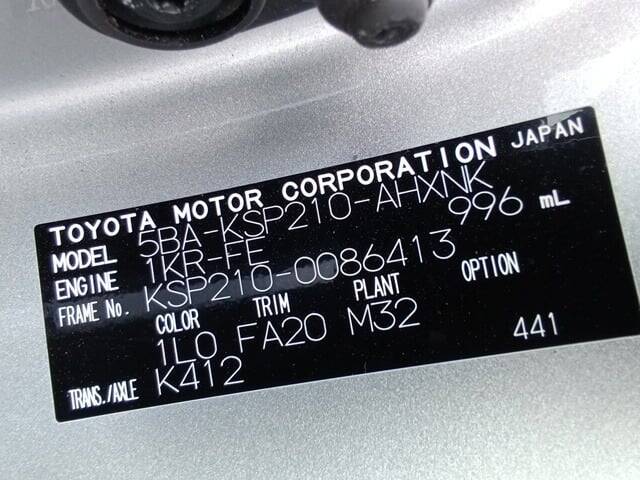 TOYOTA MOTOR CORPORATION JAPAN
MODEL 5BA-KSP210-AHXNK
ENGINE 1KR-FE 996 mL
FRAME No. KSP210-0086413
COLOR TRIM PLANT OPTION
1L0 FA20 M32 441
TRANS./AXLE K412